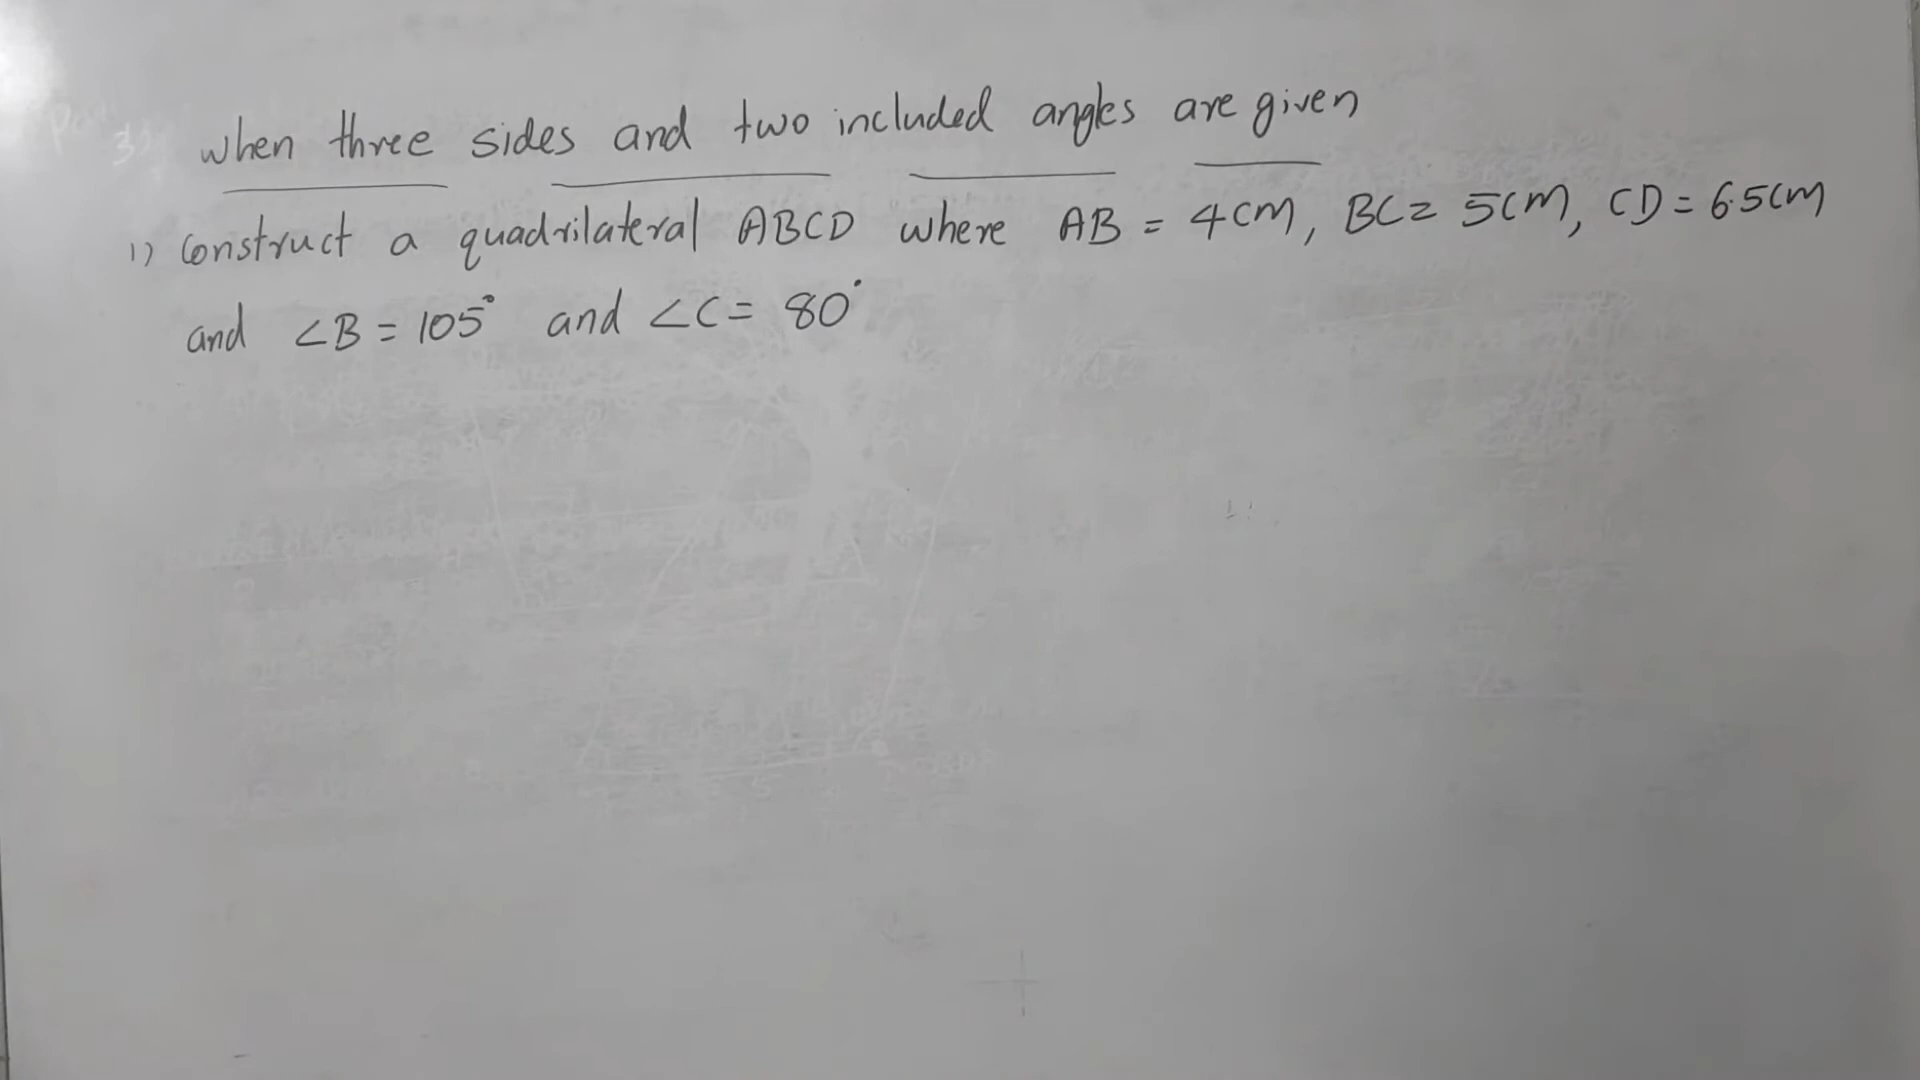 when three sides and two included angles are given
1) Construct a quadrilateral ABCD where AB = 4cm, BC= 5cm, CD = 6.5cm
and ∠B = 105° and ∠C = 80°